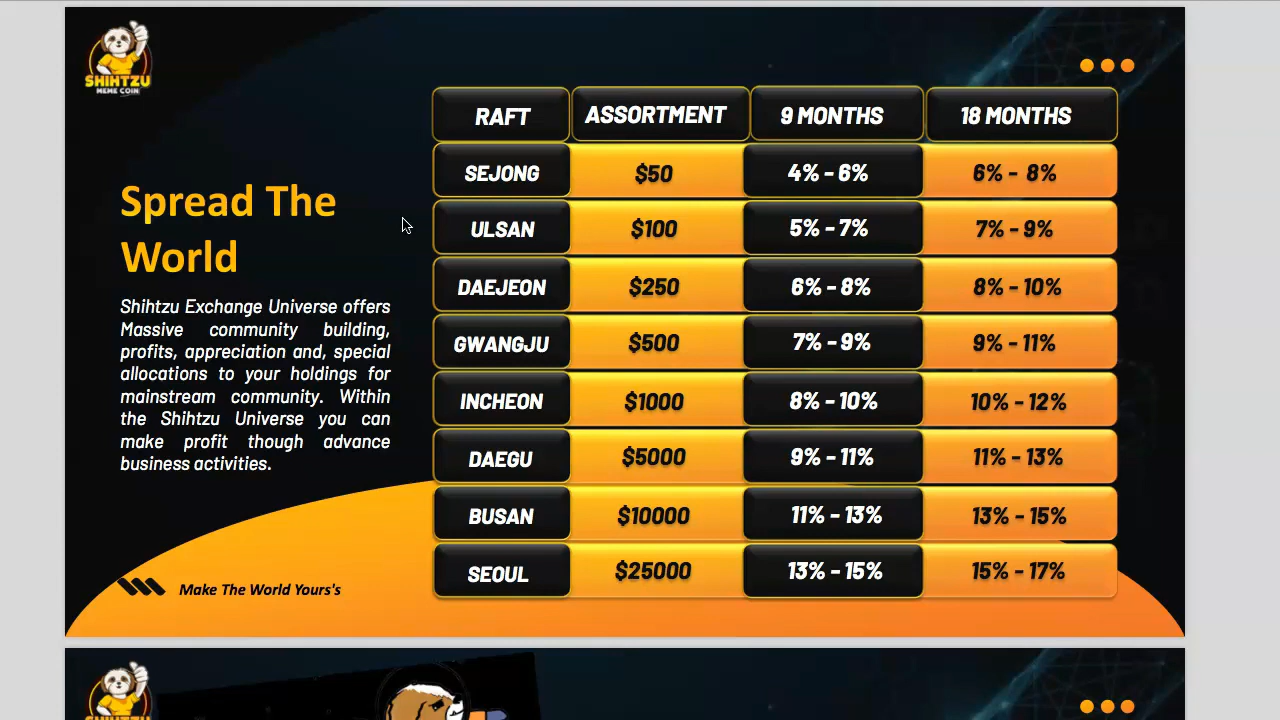 SHIHTZU
MEME COIN
Spread The
World
Shihtzu Exchange Universe offers
Massive community building,
profits, appreciation and, special
allocations to your holdings for
mainstream community. Within
the Shihtzu Universe you can
make profit though advance
business activities.
Make The World Yours's
RAFT ASSORTMENT 9 MONTHS 18 MONTHS
SEJONG $50 4% - 6% 6% - 8%
ULSAN $100 5% - 7% 7% - 9%
DAEJEON $250 6% - 8% 8% - 10%
GWANGJU $500 7% - 9% 9% - 11%
INCHEON $1000 8% - 10% 10% - 12%
DAEGU $5000 9% - 11% 11% - 13%
BUSAN $10000 11% - 13% 13% - 15%
SEOUL $25000 13% - 15% 15% - 17%
SHIHTZU